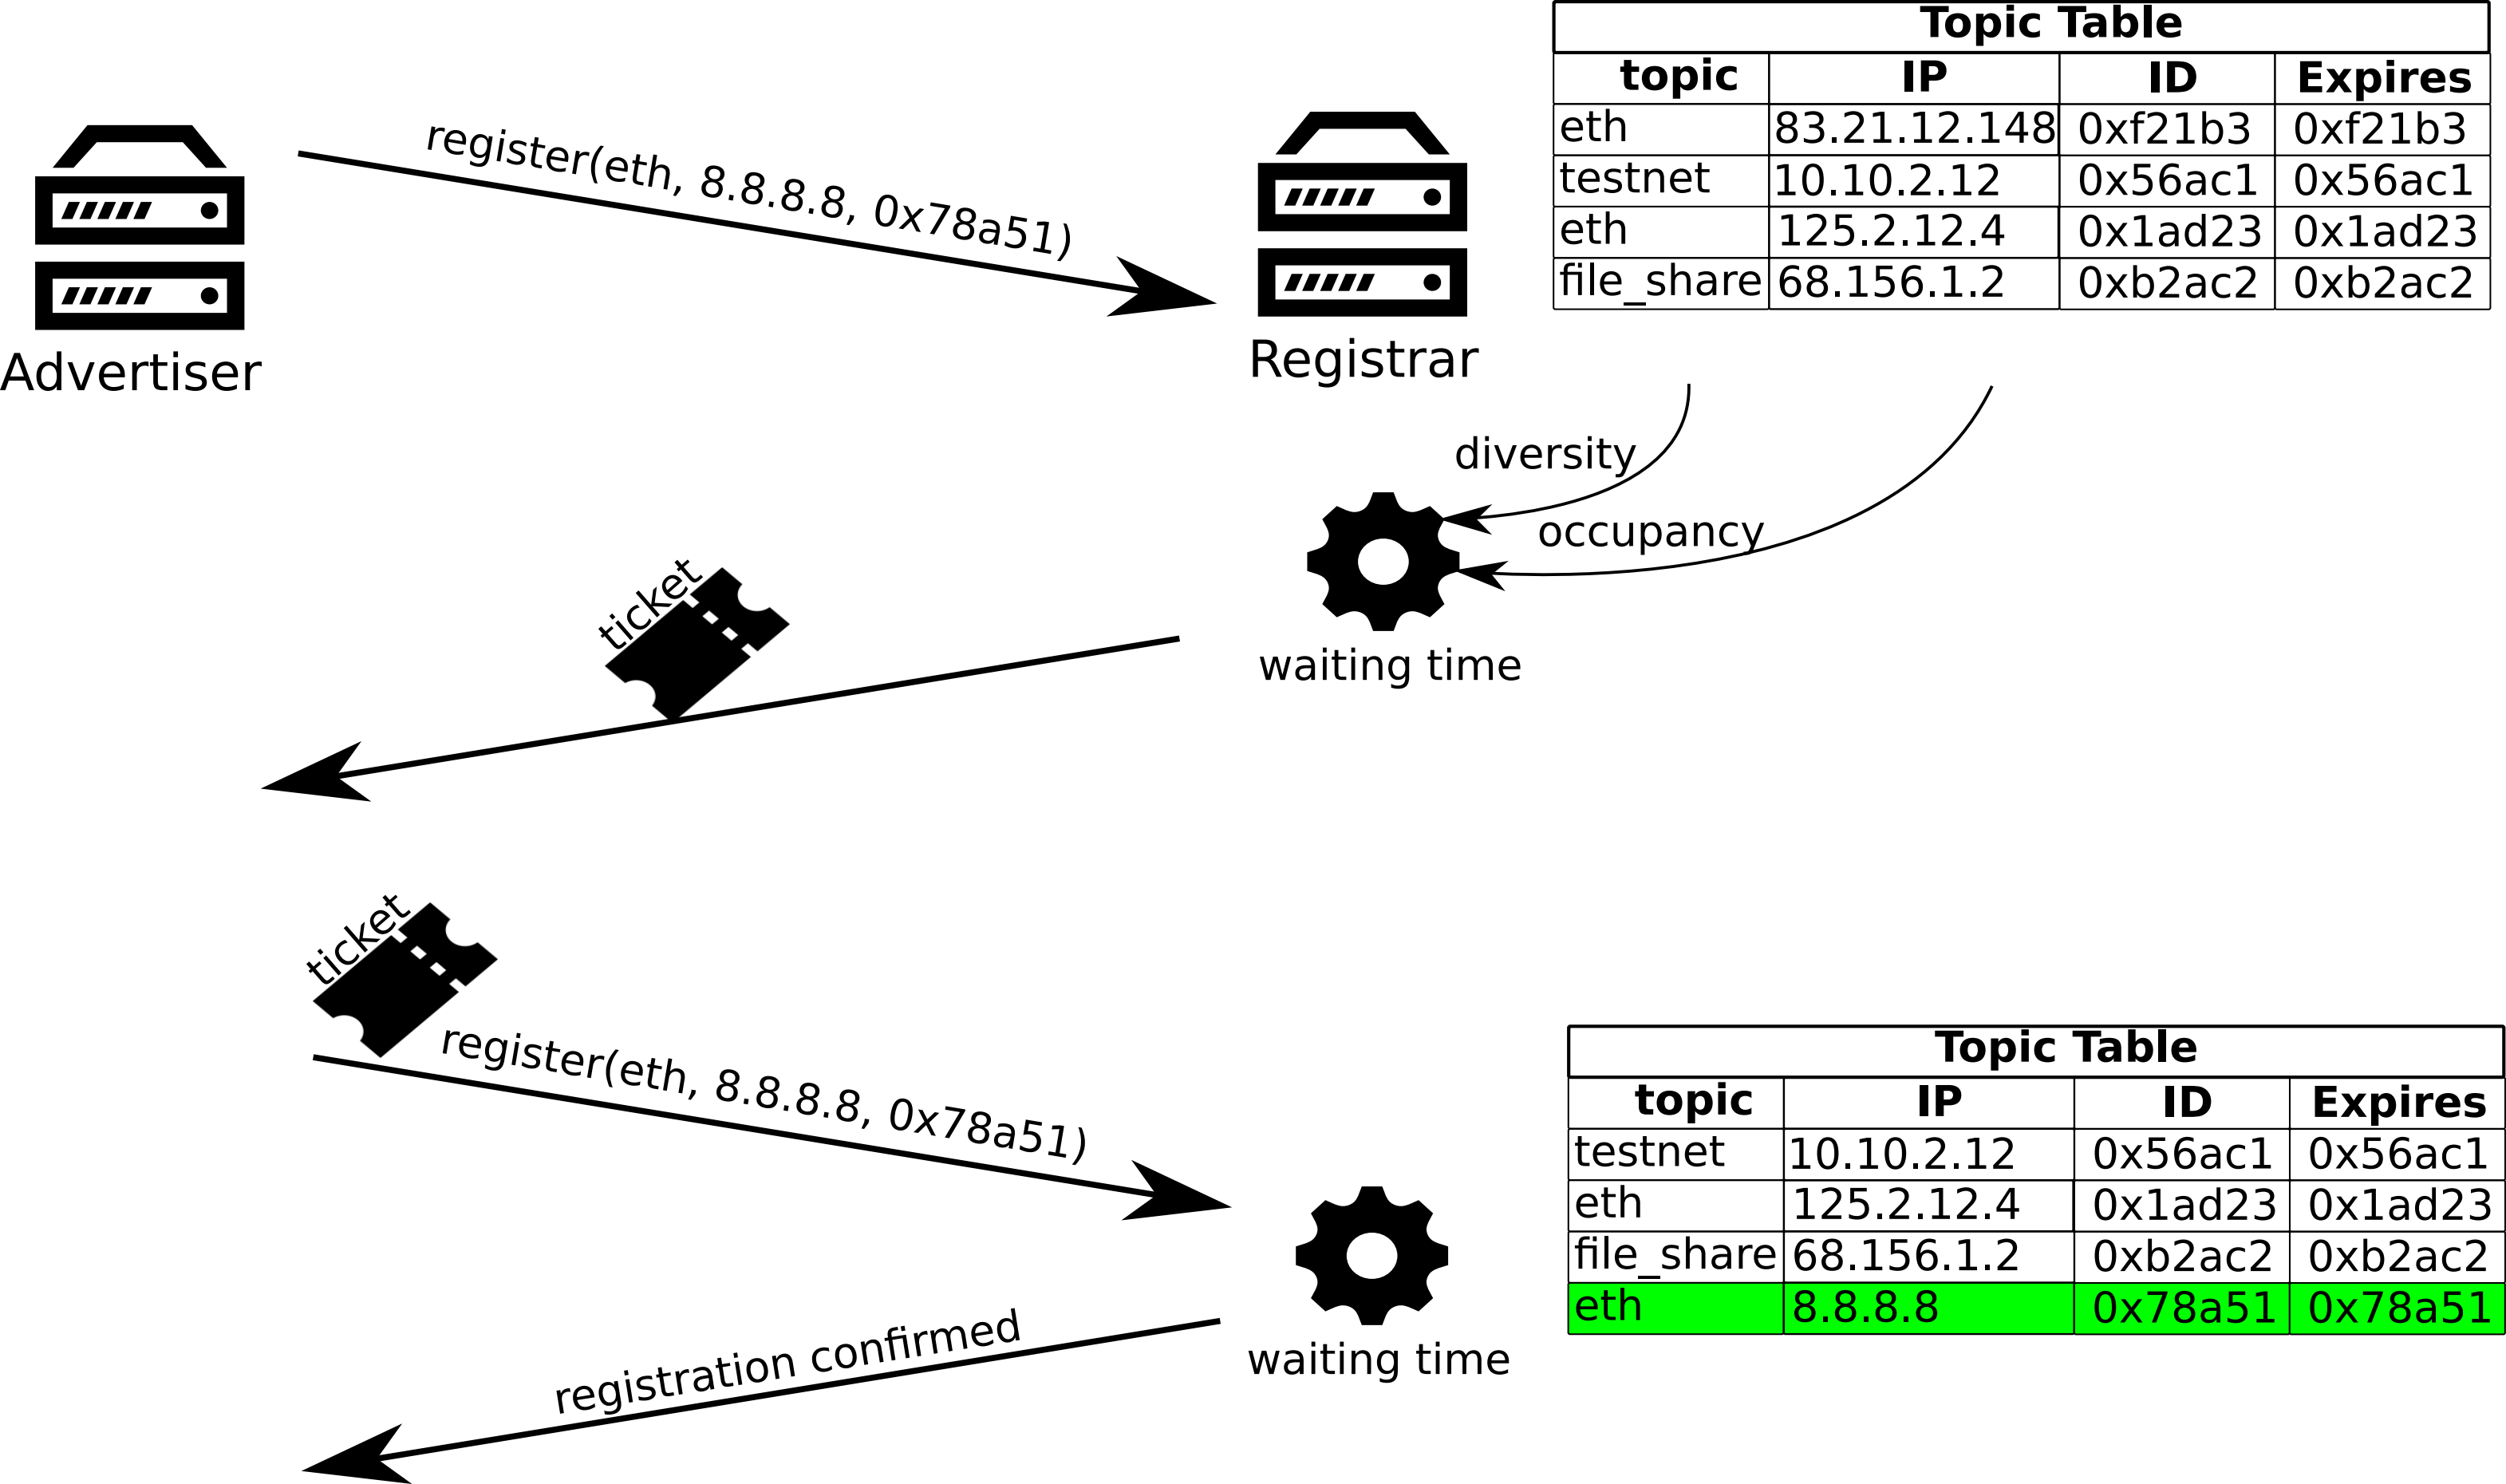 Topic Table
topic IP ID Expires
eth 83.21.12.148 0xf21b3 0xf21b3
testnet 10.10.2.12 0x56ac1 0x56ac1
eth 125.2.12.4 0x1ad23 0x1ad23
file_share 68.156.1.2 0xb2ac2 0xb2ac2
register(eth, 8.8.8.8, 0x78a51)
Advertiser
Registrar
diversity
occupancy
waiting time
ticket
ticket
register(eth, 8.8.8.8, 0x78a51)
Topic Table
topic IP ID Expires
testnet 10.10.2.12 0x56ac1 0x56ac1
eth 125.2.12.4 0x1ad23 0x1ad23
file_share 68.156.1.2 0xb2ac2 0xb2ac2
eth 8.8.8.8 0x78a51 0x78a51
waiting time
registration confirmed